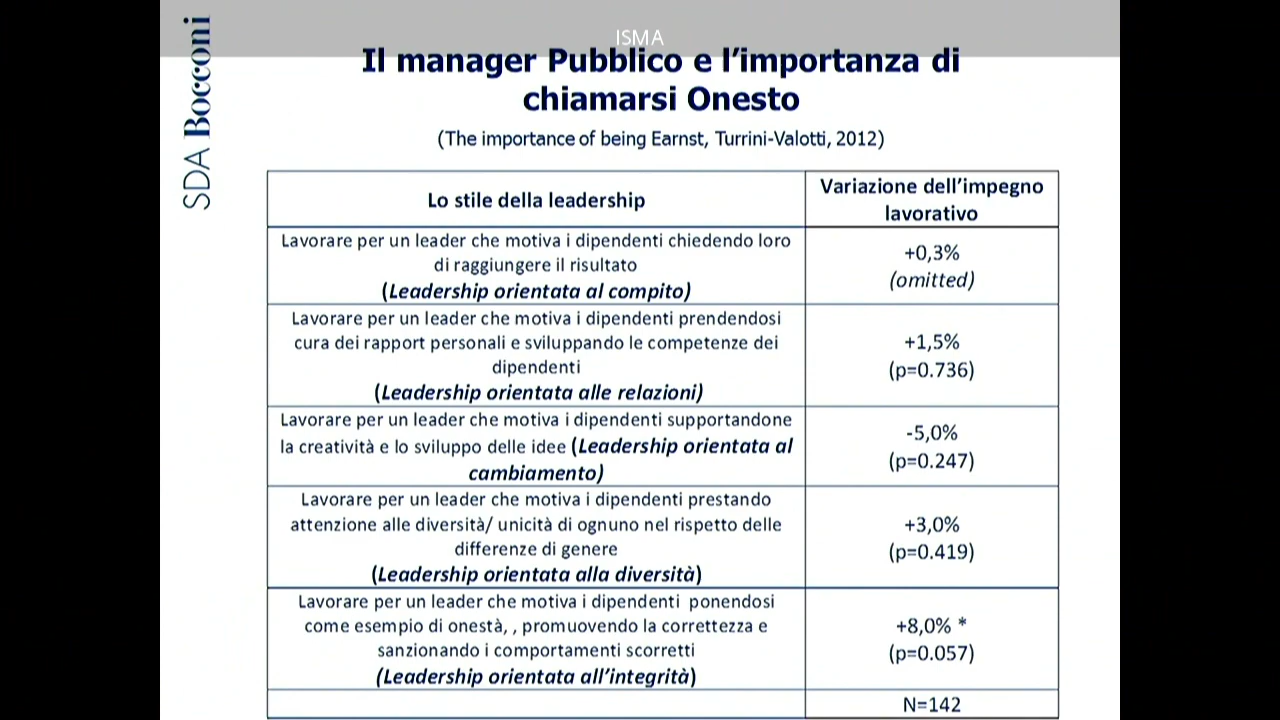 ISMA
SDA Bocconi
Il manager Pubblico e l'importanza di
chiamarsi Onesto
(The importance of being Earnst, Turrini-Valotti, 2012)
Lo stile della leadership
Variazione dell'impegno
lavorativo
Lavorare per un leader che motiva i dipendenti chiedendo loro
di raggiungere il risultato
(Leadership orientata al compito)
+0,3%
(omitted)
Lavorare per un leader che motiva i dipendenti prendendosi
cura dei rapport personali e sviluppando le competenze dei
dipendenti
(Leadership orientata alle relazioni)
+1,5%
(p=0.736)
Lavorare per un leader che motiva i dipendenti supportandone
la creatività e lo sviluppo delle idee (Leadership orientata al
cambiamento)
-5,0%
(p=0.247)
Lavorare per un leader che motiva i dipendenti prestando
attenzione alle diversità/ unicità di ognuno nel rispetto delle
differenze di genere
(Leadership orientata alla diversità)
+3,0%
(p=0.419)
Lavorare per un leader che motiva i dipendenti ponendosi
come esempio di onestà, , promuovendo la correttezza e
sanzionando i comportamenti scorretti
(Leadership orientata all'integrità)
+8,0% *
(p=0.057)
N=142